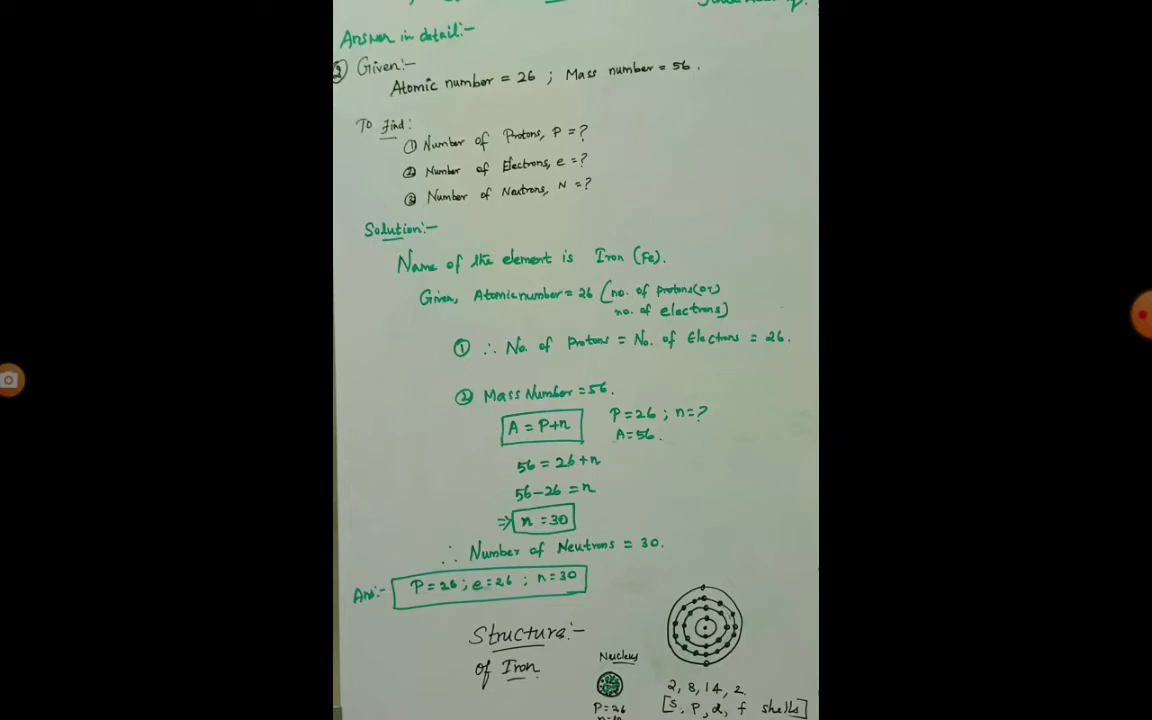 Answer in detail:-
② Given:-
Atomic number = 26 ; Mass number = 56 .
To Find:
① Number of Protons, P = ?
② Number of Electrons, e = ?
③ Number of Neutrons, N = ?
Solution:-
Name of the element is Iron (Fe).
Given, Atomic number = 26 (no. of protons (or)
no. of electrons)
① ∴ No. of Protons = No. of Electrons = 26.
② Mass Number = 56.
A = P+n
P = 26 ; n = ?
A = 56.
56 = 26 + n
56-26 = n
⇒ n = 30
∴ Number of Neutrons = 30.
Ans:- P = 26 ; e = 26 ; n = 30
Structure:-
of Iron
Nucleus
P = 26
2, 8, 14, 2
[s, P, d, f shells]